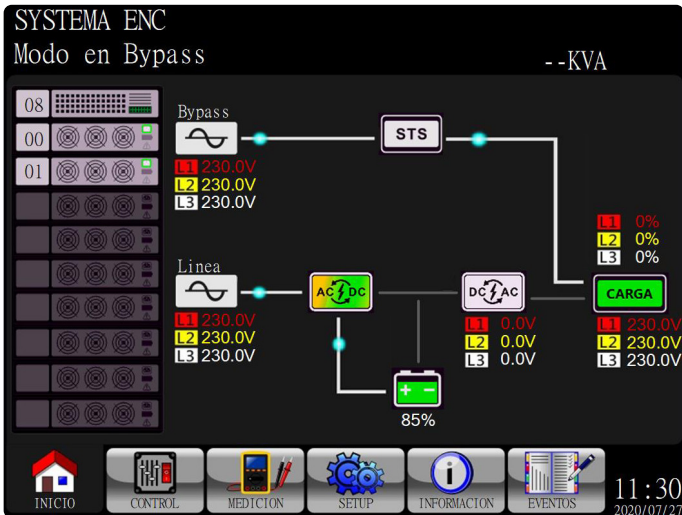 SYSTEMA ENC
Modo en Bypass
--KVA
08
00
01
Bypass
STS
L1 230.0V
L2 230.0V
L3 230.0V
L1 0%
L2 0%
L3 0%
Linea
AC DC
DC AC
CARGA
L1 230.0V
L2 230.0V
L3 230.0V
L1 0.0V
L2 0.0V
L3 0.0V
L1 230.0V
L2 230.0V
L3 230.0V
+ -
85%
INICIO
CONTROL
MEDICION
SETUP
i
INFORMACION
EVENTOS
11:30
2020/07/27